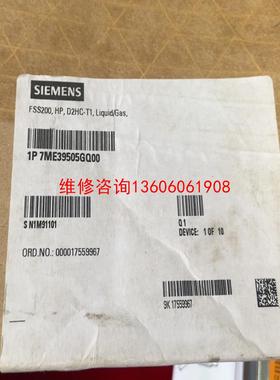 SIEMENS
FSS200, HP, D2HC-T1, Liquid/Gas,
1P 7ME39505GQ00
维修咨询13606061908
S N1M91101
Q 1
DEVICE: 1 OF 10
ORD.NO.: 000017559967
9K 17559967